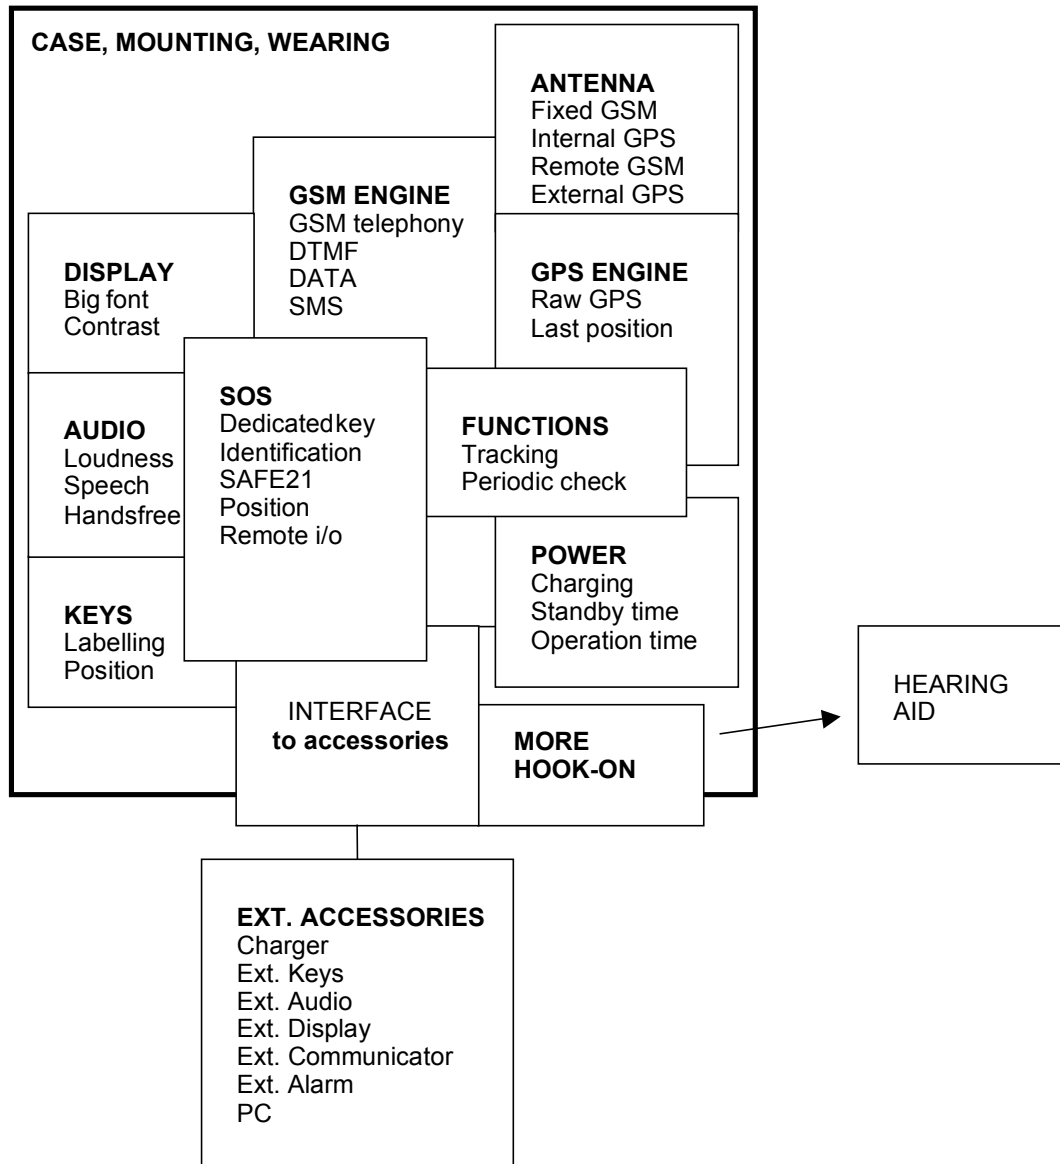 CASE, MOUNTING, WEARING
ANTENNA
Fixed GSM
Internal GPS
Remote GSM
External GPS
GSM ENGINE
GSM telephony
DTMF
DATA
SMS
DISPLAY
Big font
Contrast
GPS ENGINE
Raw GPS
Last position
SOS
Dedicatedkey
Identification
SAFE21
Position
Remote i/o
FUNCTIONS
Tracking
Periodic check
AUDIO
Loudness
Speech
Handsfree
POWER
Charging
Standby time
Operation time
KEYS
Labelling
Position
INTERFACE
to accessories
MORE
HOOK-ON
HEARING
AID
EXT. ACCESSORIES
Charger
Ext. Keys
Ext. Audio
Ext. Display
Ext. Communicator
Ext. Alarm
PC